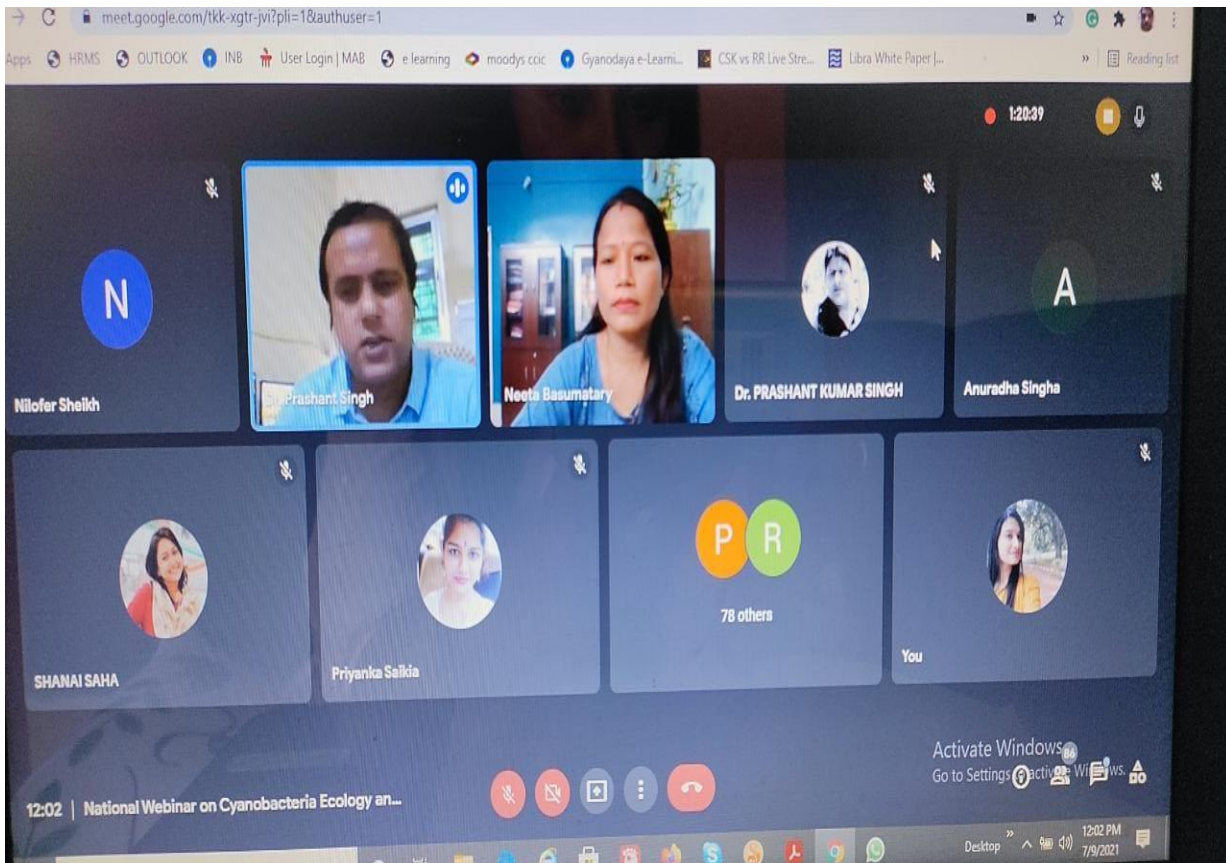 meet.google.com/tkk-xgtr-jvi?pli=1&authuser=1
Apps HRMS OUTLOOK INB User Login | MAB e learning moodys ccic Gyanodaya e-Learni... CSK vs RR Live Stre... Libra White Paper |... » Reading list
1:20:39
N
Nilofer Sheikh
Prashant Singh
Neeta Basumatary
Dr. PRASHANT KUMAR SINGH
A
Anuradha Singha
SHANAI SAHA
Priyanka Saikia
P R
78 others
You
Activate Windows
Go to Settings activate Windows.
86
12:02 | National Webinar on Cyanobacteria Ecology an...
Desktop »
12:02 PM
7/9/2021